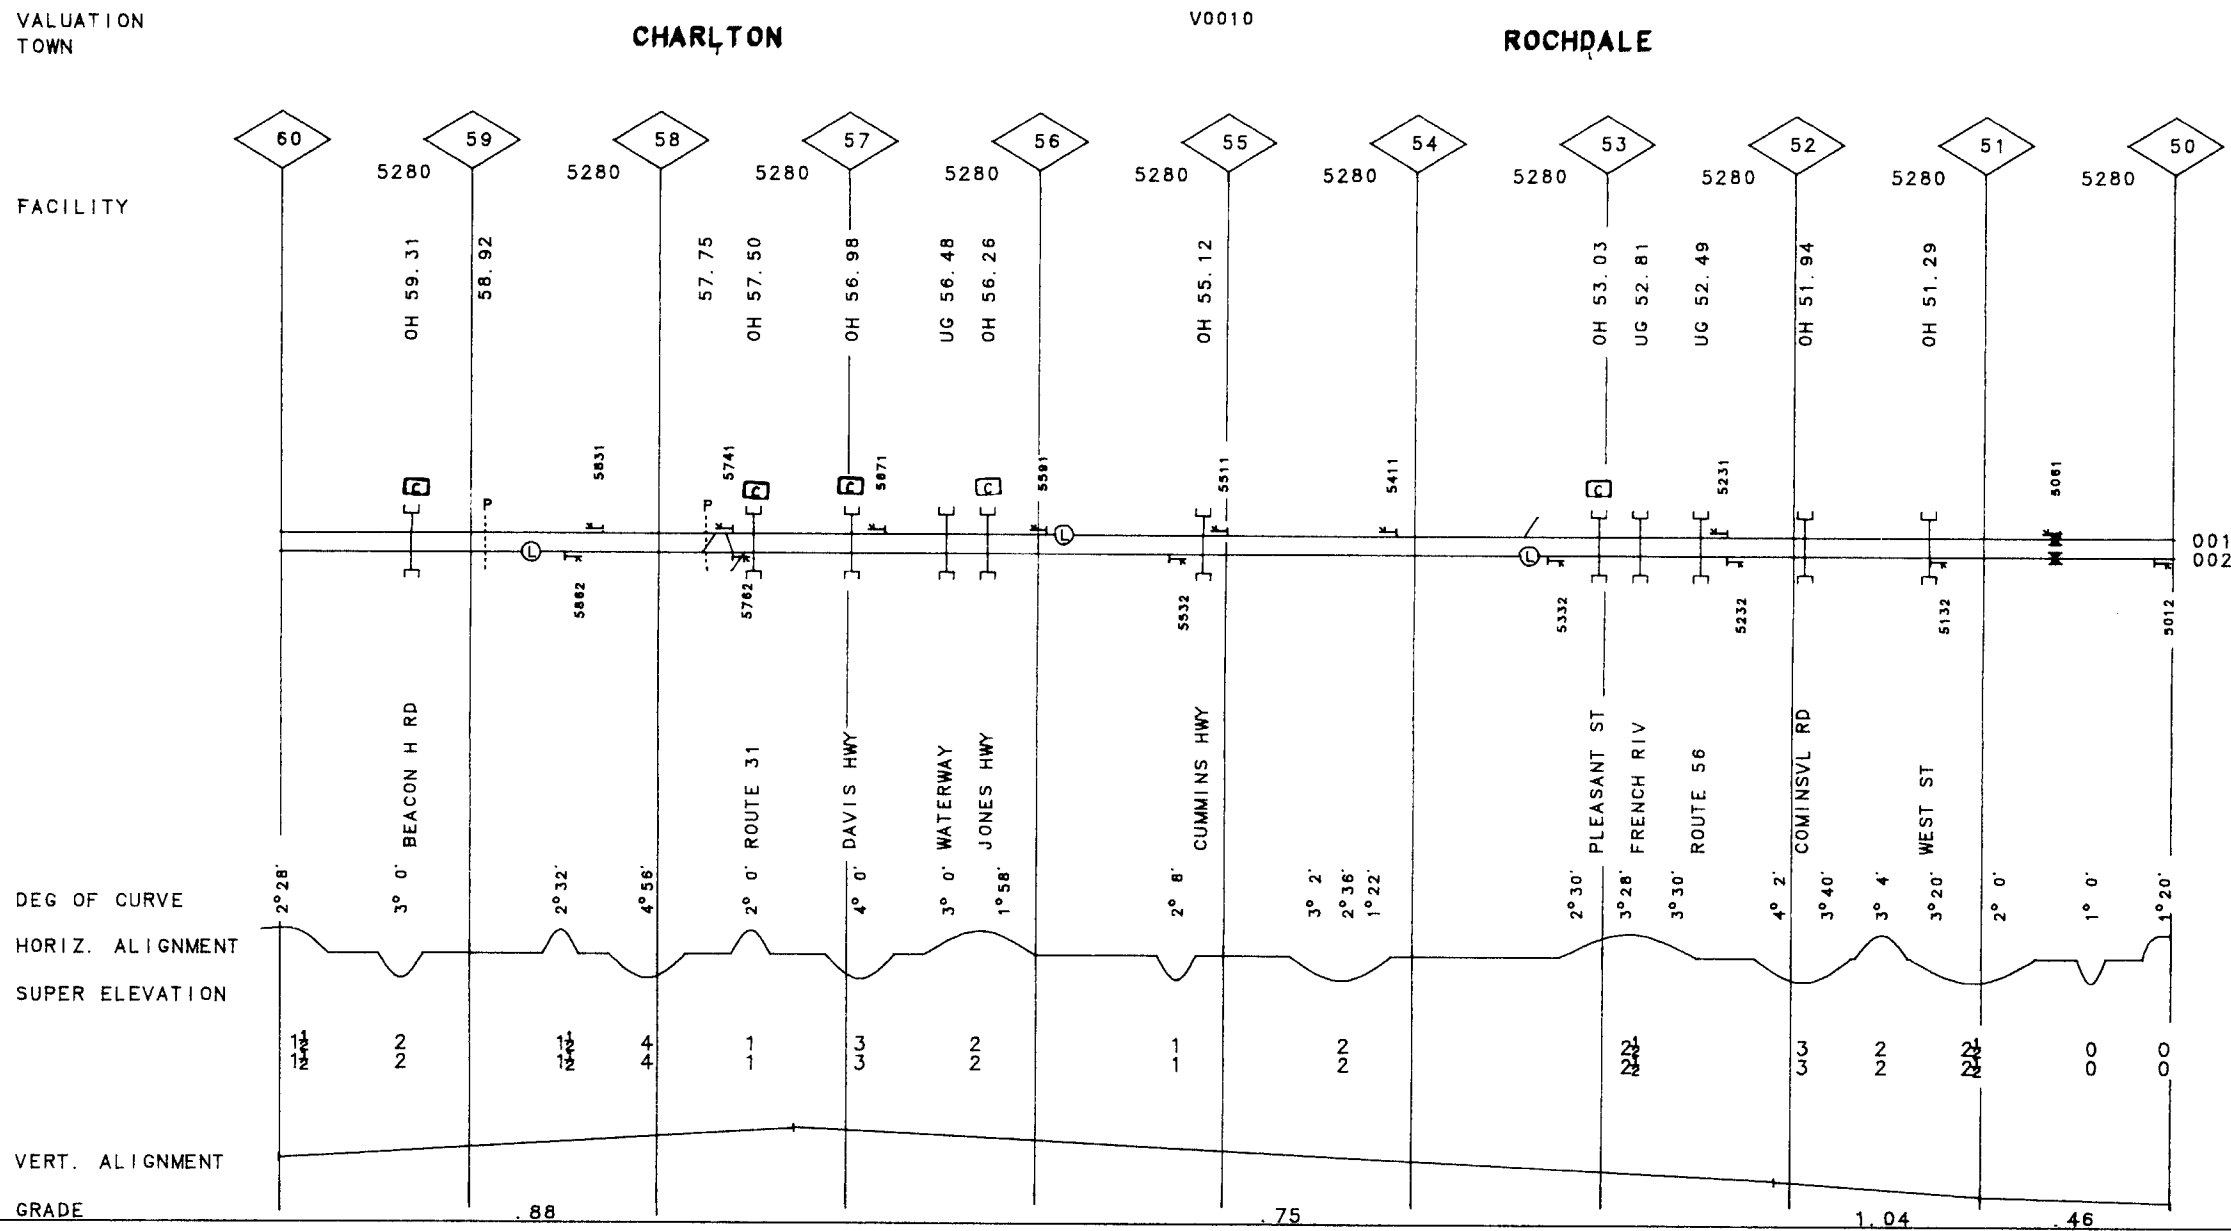 VALUATION
TOWN
CHARLTON
V0010
ROCHDALE
60 59 58 57 56 55 54 53 52 51 50
5280 5280 5280 5280 5280 5280 5280 5280 5280 5280
FACILITY
OH 59.31
58.92
57.75
OH 57.50
OH 56.98
UG 56.48
OH 56.26
OH 55.12
OH 53.03
UG 52.81
UG 52.49
OH 51.94
OH 51.29
5831
5741
5671
5591
5511
5411
5231
5061
C P P C C C C
L L L
001
002
5862
5762
5532
5332
5232
5132
5012
BEACON H RD
ROUTE 31
DAVIS HWY
WATERWAY
JONES HWY
CUMMINS HWY
PLEASANT ST
FRENCH RIV
ROUTE 56
COMINSVL RD
WEST ST
DEG OF CURVE
2°28' 3° 0' 2°32' 4°56' 2° 0' 4° 0' 3° 0' 1°58' 2° 8' 3° 2' 2°36' 1°22' 2°30' 3°28' 3°30' 4° 2' 3°40' 3° 4' 3°20' 2° 0' 1° 0' 1°20'
HORIZ. ALIGNMENT
SUPER ELEVATION
1½ 2 1½ 4 1 3 2 1 2 2½ 3 2 2½ 0 0
1½ 2 1½ 4 1 3 2 1 2 2½ 3 2 2½ 0 0
VERT. ALIGNMENT
GRADE
.88 .75 1.04 .46